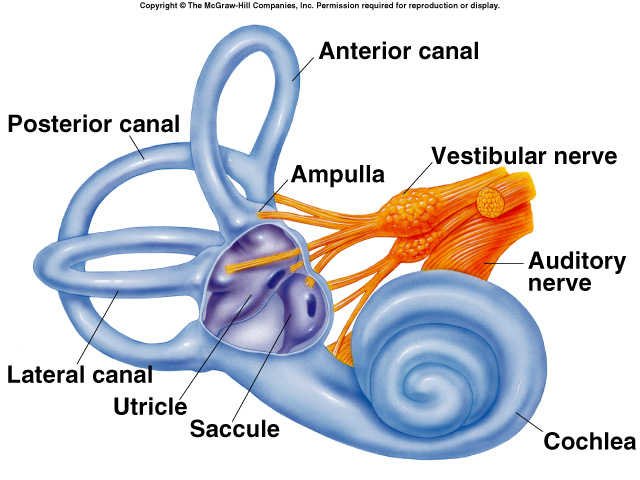 Copyright © The McGraw-Hill Companies, Inc. Permission required for reproduction or display.
Anterior canal
Posterior canal
Vestibular nerve
Ampulla
Auditory
nerve
Lateral canal
Utricle
Saccule
Cochlea